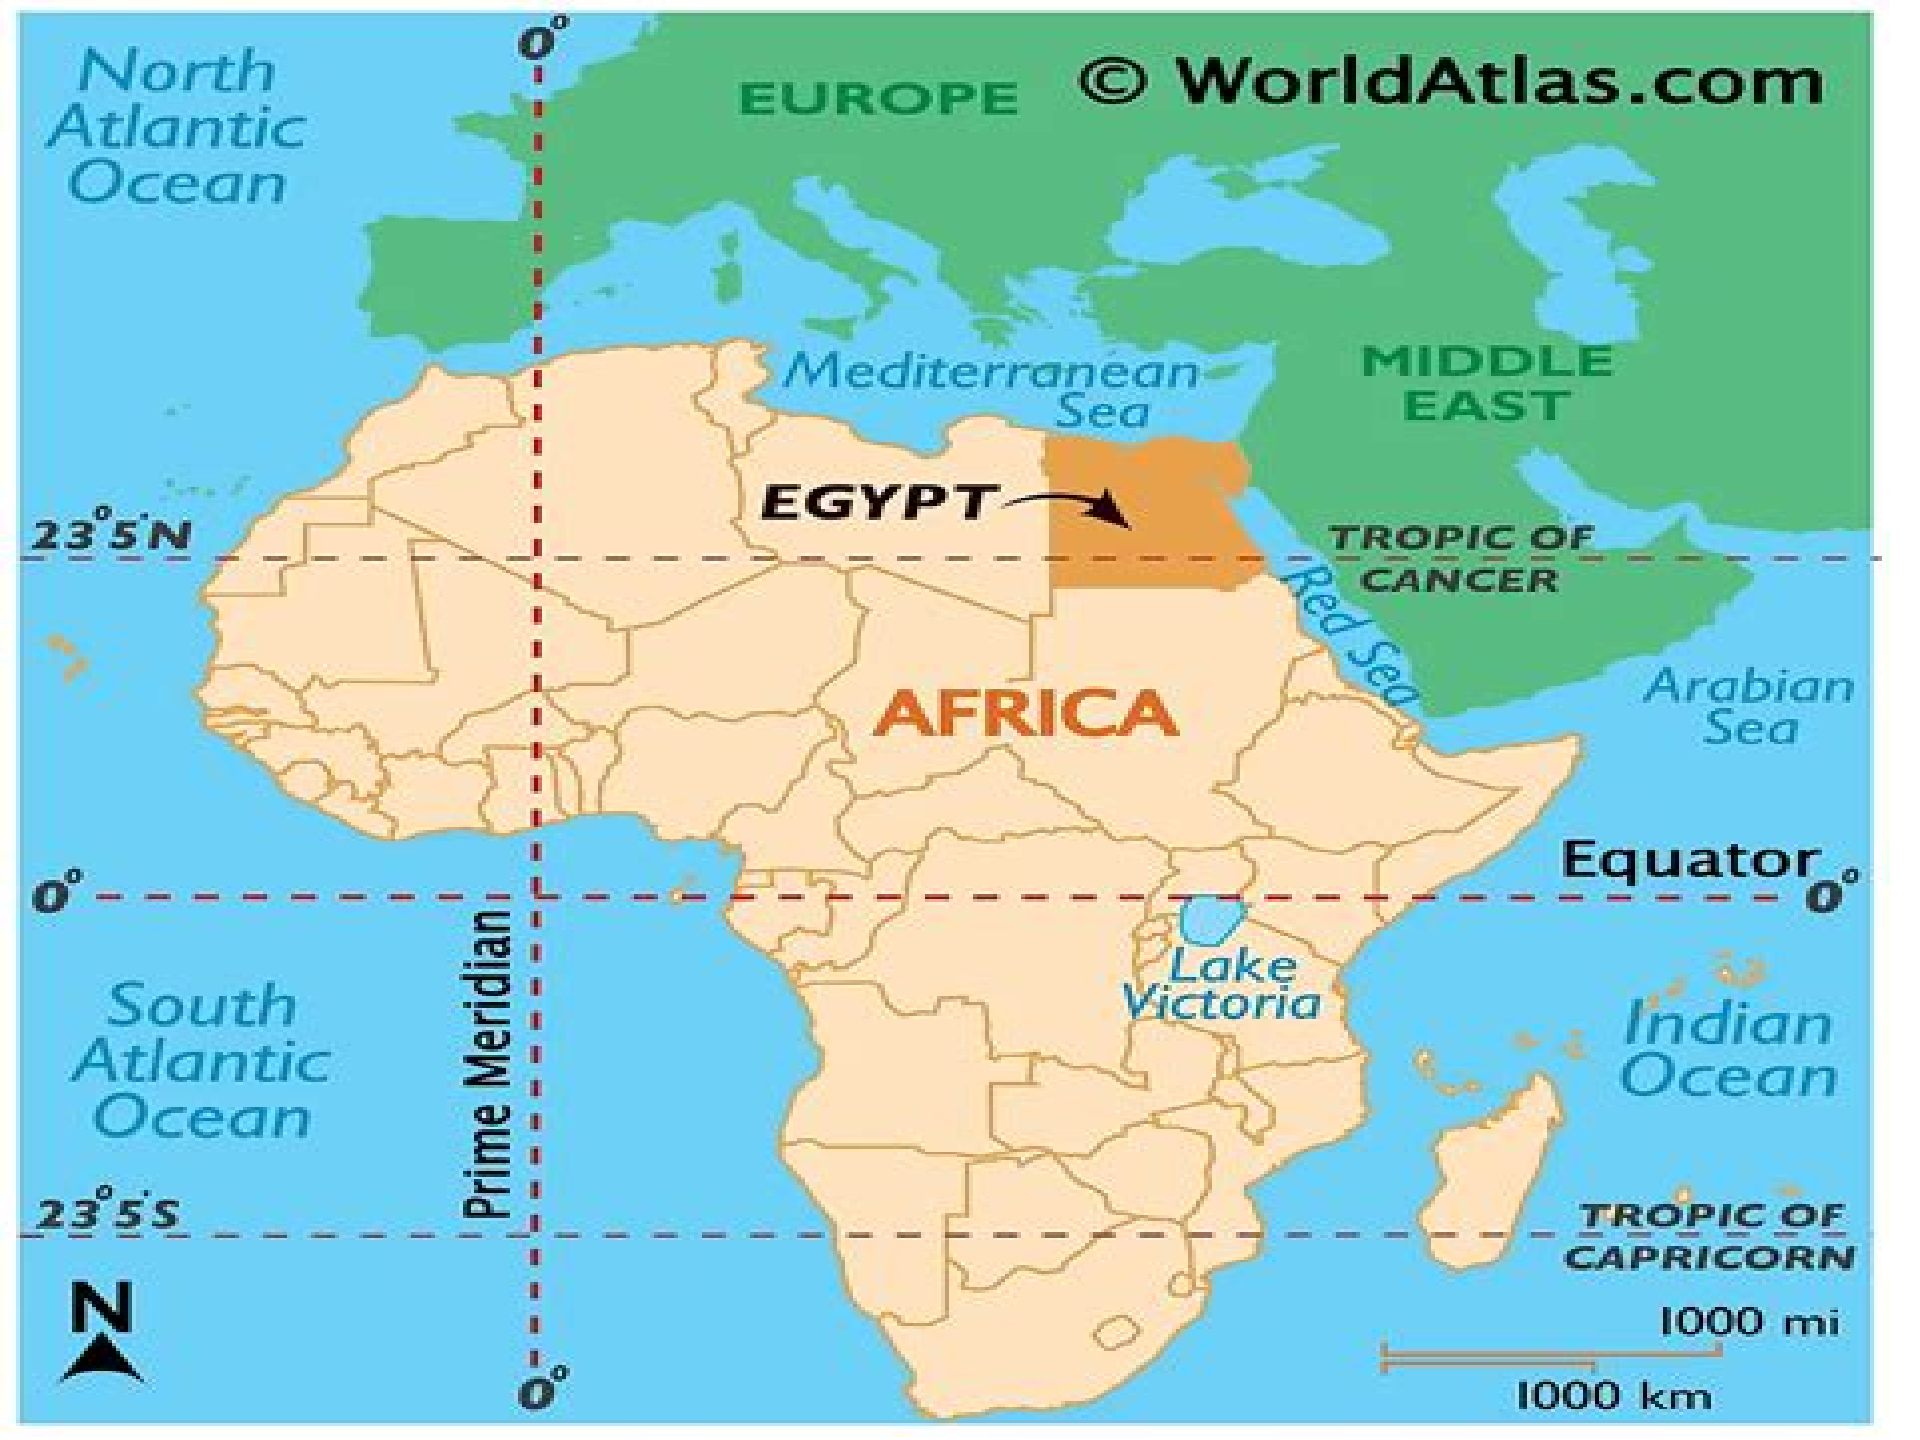 0°
North
Atlantic
Ocean
EUROPE
© WorldAtlas.com
MIDDLE
EAST
Mediterranean
Sea
EGYPT
23°5'N
TROPIC OF
CANCER
Red Sea
AFRICA
Arabian
Sea
Equator
0°
0°
Lake
Victoria
Prime Meridian
South
Atlantic
Ocean
Indian
Ocean
23°5'S
TROPIC OF
CAPRICORN
N
1000 mi
1000 km
0°